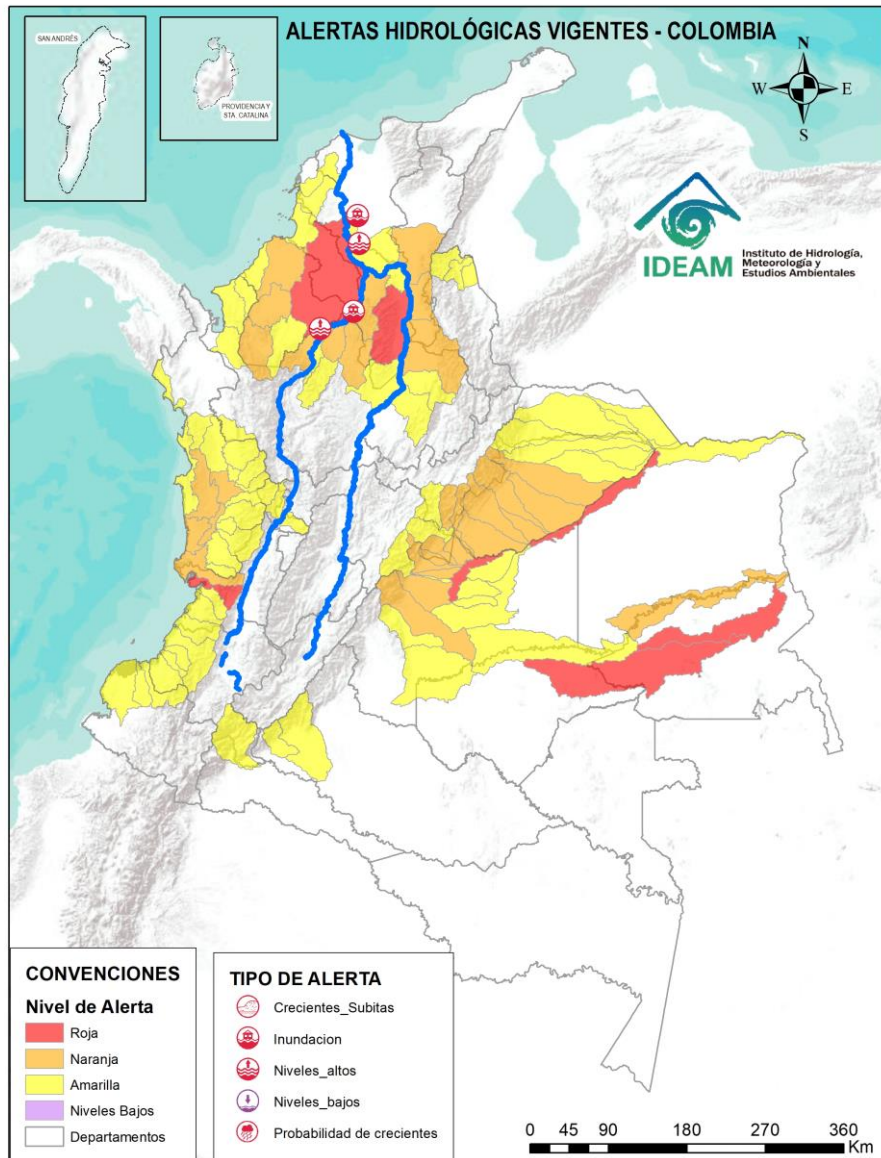 ALERTAS HIDROLÓGICAS VIGENTES - COLOMBIA
SAN ANDRÉS
PROVIDENCIA Y
STA. CATALINA
N
W
E
S
IDEAM
Instituto de Hidrología,
Meteorología y
Estudios Ambientales
CONVENCIONES
Nivel de Alerta
Roja
Naranja
Amarilla
Niveles Bajos
Departamentos
TIPO DE ALERTA
Crecientes_Subitas
Inundacion
Niveles_altos
Niveles_bajos
Probabilidad de crecientes
0 45 90 180 270 360
Km